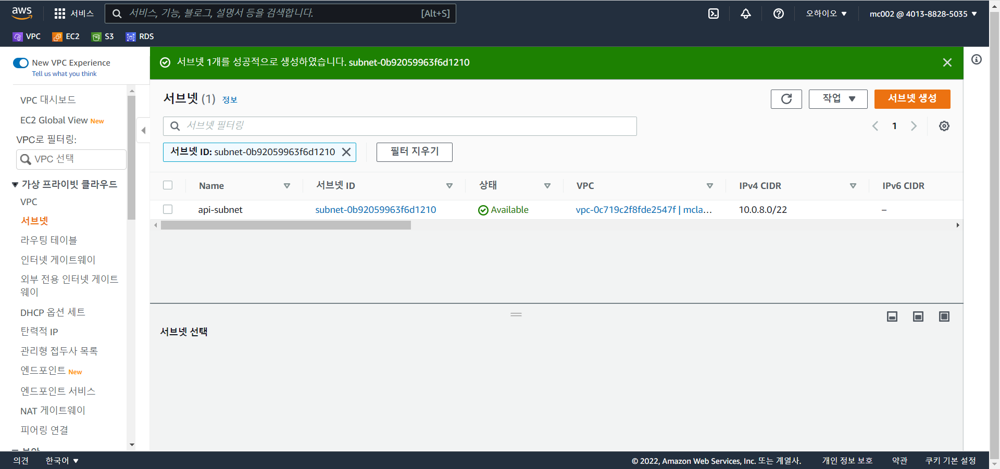 aws
서비스
서비스, 기능, 블로그, 설명서 등을 검색합니다.
[Alt+S]
오하이오
mc002 @ 4013-8828-5035
VPC
EC2
S3
RDS
New VPC Experience
Tell us what you think
VPC 대시보드
EC2 Global View New
VPC로 필터링:
VPC 선택
가상 프라이빗 클라우드
VPC
서브넷
라우팅 테이블
인터넷 게이트웨이
외부 전용 인터넷 게이트
웨이
DHCP 옵션 세트
탄력적 IP
관리형 접두사 목록
엔드포인트 New
엔드포인트 서비스
NAT 게이트웨이
피어링 연결
보안
서브넷 1개를 성공적으로 생성하였습니다. subnet-0b92059963f6d1210
서브넷 (1) 정보
작업
서브넷 생성
서브넷 필터링
1
서브넷 ID: subnet-0b92059963f6d1210
필터 지우기
Name 서브넷 ID 상태 VPC IPv4 CIDR IPv6 CIDR
api-subnet subnet-0b92059963f6d1210 Available vpc-0c719c2f8fde2547f | mcla... 10.0.8.0/22 –
서브넷 선택
의견
한국어
© 2022, Amazon Web Services, Inc. 또는 계열사.
개인 정보 보호
약관
쿠키 기본 설정